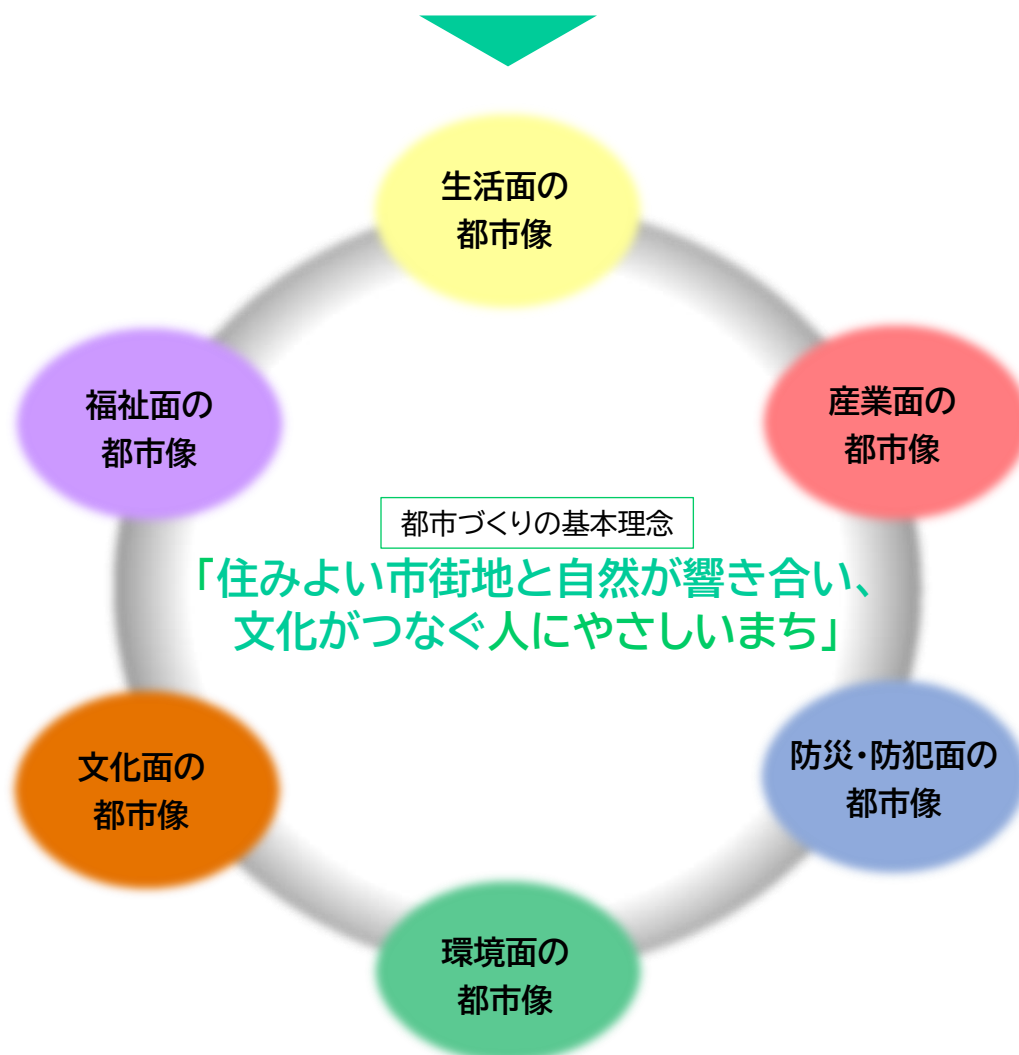 生活面の
都市像
福祉面の
都市像
産業面の
都市像
都市づくりの基本理念
「住みよい市街地と自然が響き合い、
文化がつなぐ人にやさしいまち」
文化面の
都市像
防災・防犯面の
都市像
環境面の
都市像